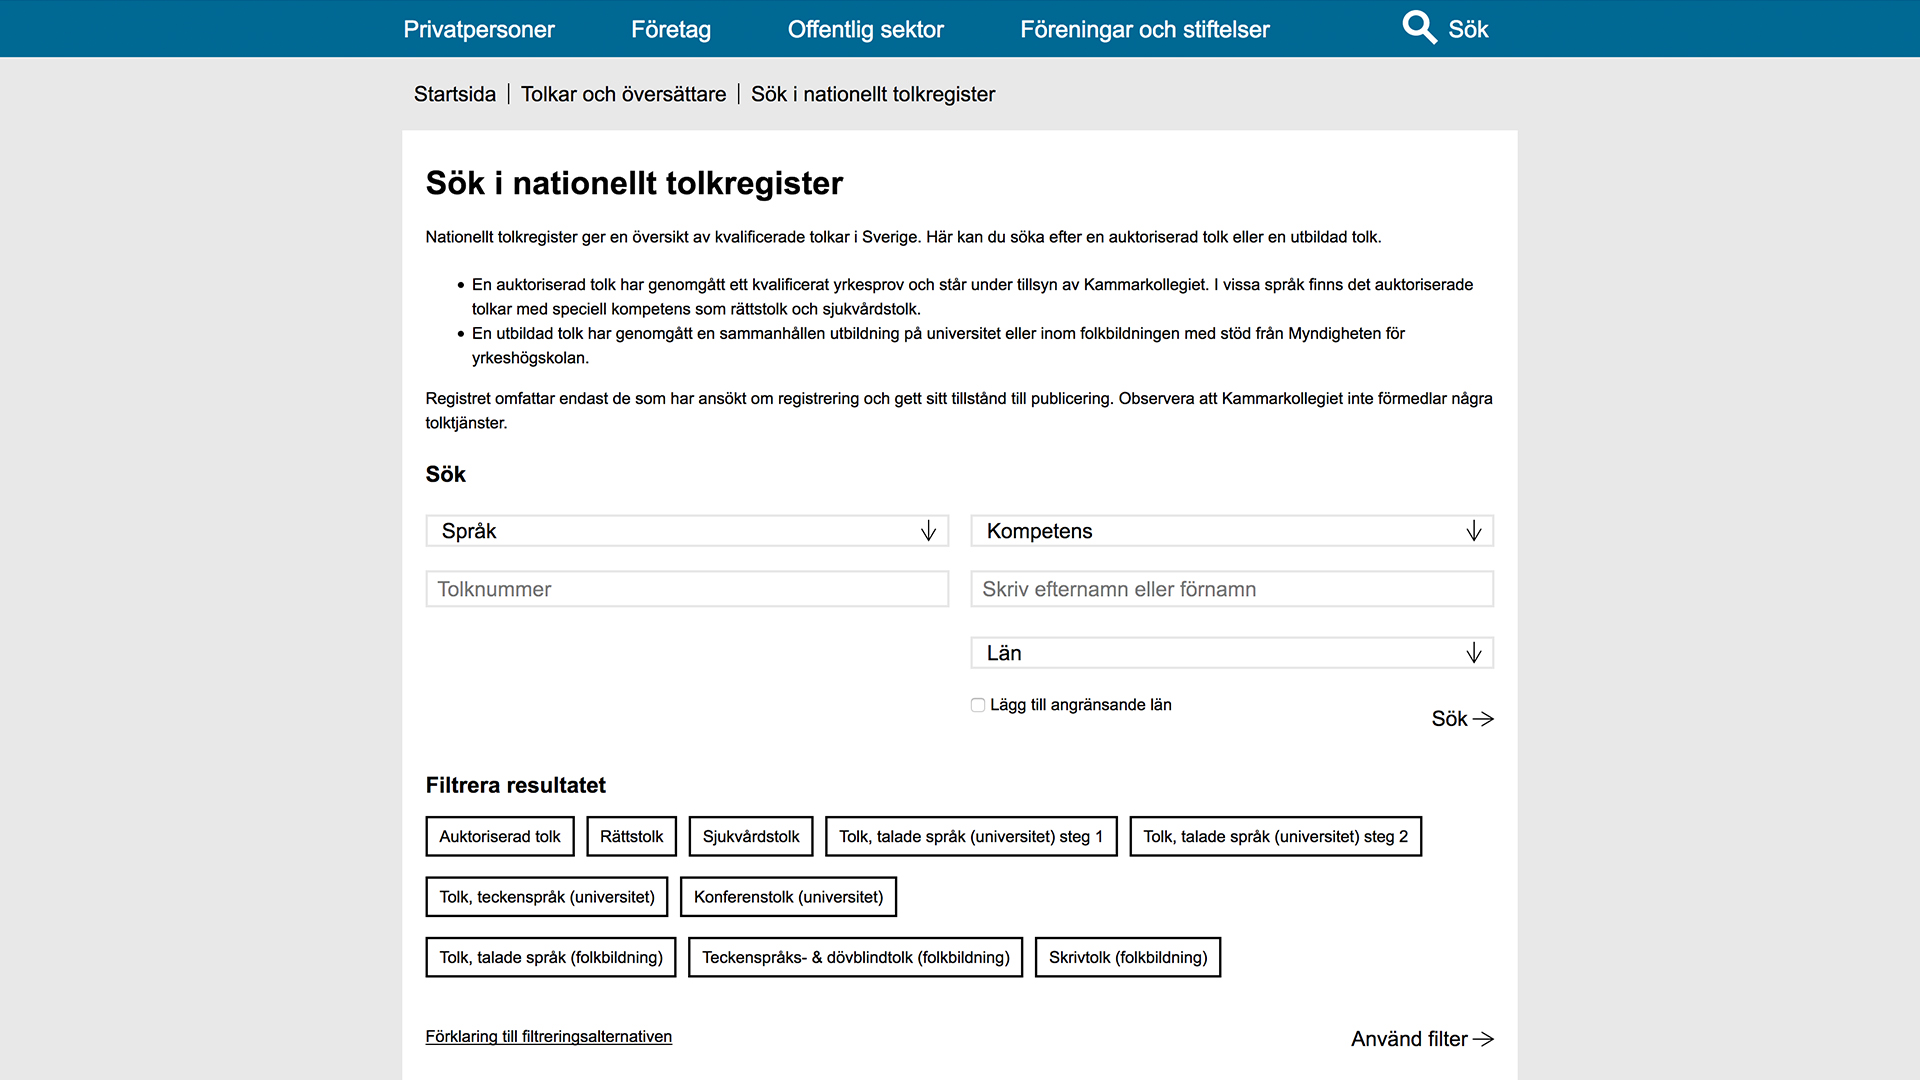 Privatpersoner Företag Offentlig sektor Föreningar och stiftelser Sök
Startsida Tolkar och översättare Sök i nationellt tolkregister
Sök i nationellt tolkregister
Nationellt tolkregister ger en översikt av kvalificerade tolkar i Sverige. Här kan du söka efter en auktoriserad tolk eller en utbildad tolk.
En auktoriserad tolk har genomgått ett kvalificerat yrkesprov och står under tillsyn av Kammarkollegiet. I vissa språk finns det auktoriserade
tolkar med speciell kompetens som rättstolk och sjukvårdstolk.
En utbildad tolk har genomgått en sammanhållen utbildning på universitet eller inom folkbildningen med stöd från Myndigheten för
yrkeshögskolan.
Registret omfattar endast de som har ansökt om registrering och gett sitt tillstånd till publicering. Observera att Kammarkollegiet inte förmedlar några
tolktjänster.
Sök
Språk Kompetens
Tolknummer Skriv efternamn eller förnamn
Län
Lägg till angränsande län
Sök
Filtrera resultatet
Auktoriserad tolk Rättstolk Sjukvårdstolk Tolk, talade språk (universitet) steg 1 Tolk, talade språk (universitet) steg 2
Tolk, teckenspråk (universitet) Konferenstolk (universitet)
Tolk, talade språk (folkbildning) Teckenspråks- & dövblindtolk (folkbildning) Skrivtolk (folkbildning)
Förklaring till filtreringsalternativen Använd filter